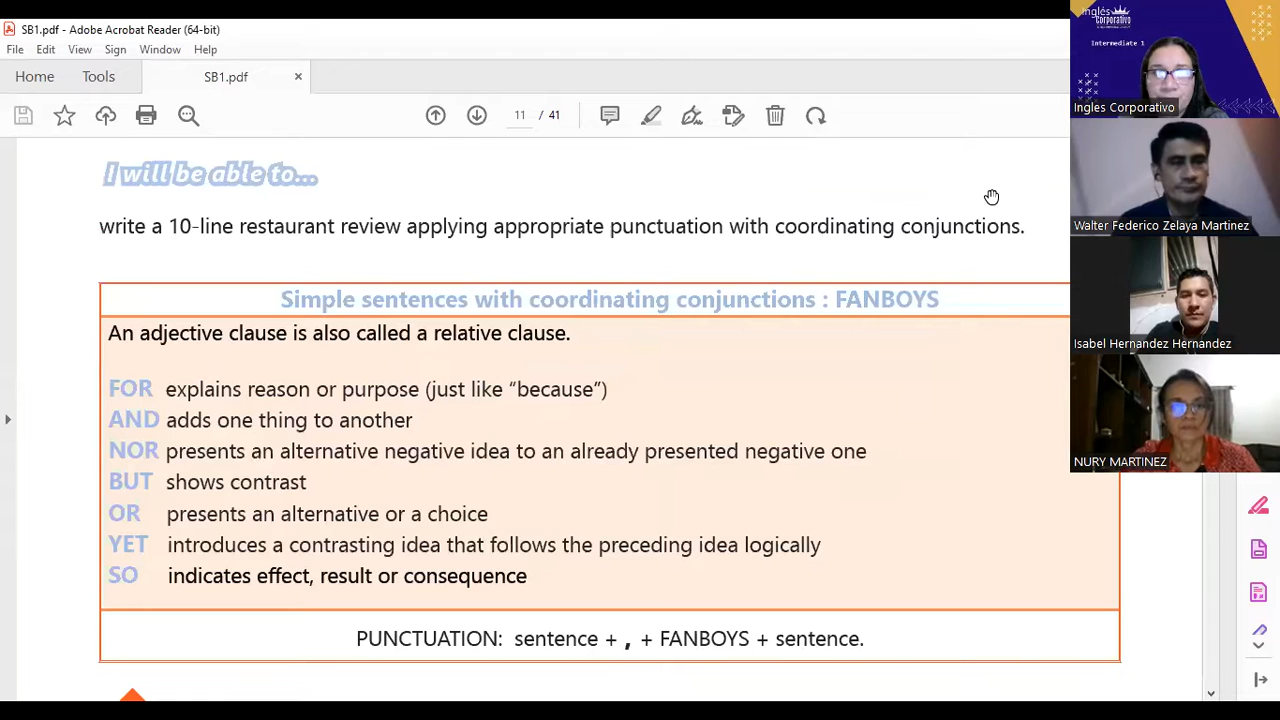 SB1.pdf - Adobe Acrobat Reader (64-bit)
File Edit View Sign Window Help
Home Tools SB1.pdf ×
11 / 41
I will be able to...
write a 10-line restaurant review applying appropriate punctuation with coordinating conjunctions.
Simple sentences with coordinating conjunctions : FANBOYS
An adjective clause is also called a relative clause.
FOR explains reason or purpose (just like “because”)
AND adds one thing to another
NOR presents an alternative negative idea to an already presented negative one
BUT shows contrast
OR presents an alternative or a choice
YET introduces a contrasting idea that follows the preceding idea logically
SO indicates effect, result or consequence
PUNCTUATION: sentence + , + FANBOYS + sentence.
Inglés
Corporativo
Intermediate 1
Ingles Corporativo
Walter Federico Zelaya Martinez
Isabel Hernandez Hernandez
NURY MARTINEZ